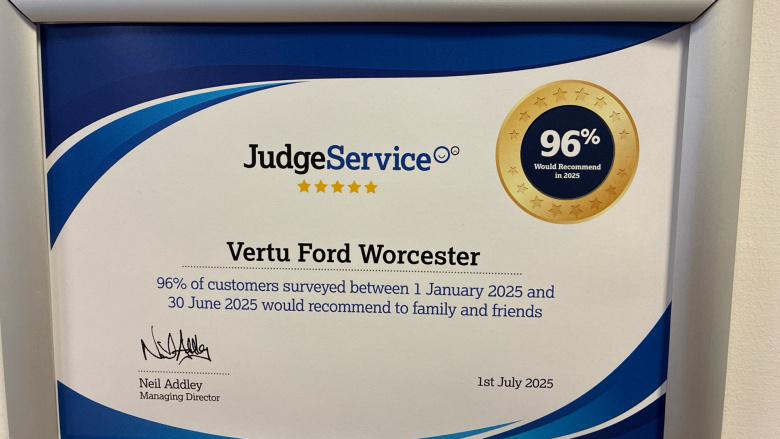 JudgeService
96%
Would Recommend
in 2025
Vertu Ford Worcester
96% of customers surveyed between 1 January 2025 and
30 June 2025 would recommend to family and friends
Neil Addley
Managing Director
1st July 2025